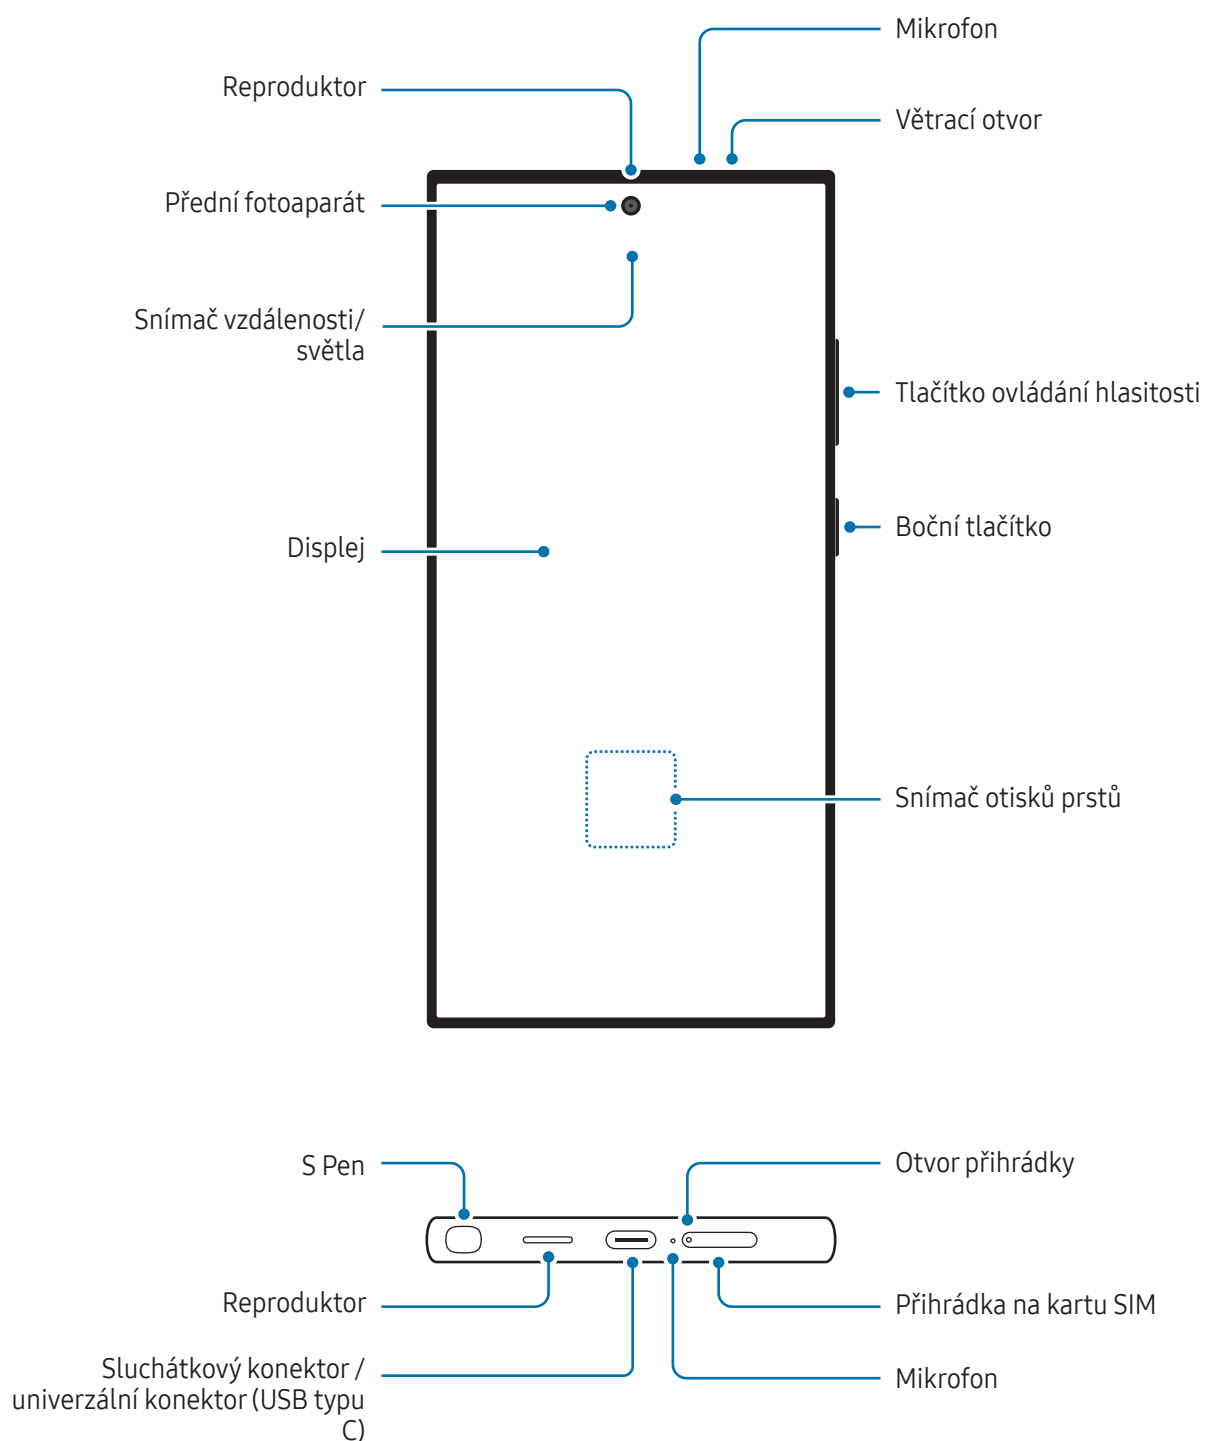 Mikrofon
Reproduktor
Větrací otvor
Přední fotoaparát
Snímač vzdálenosti/
světla
Tlačítko ovládání hlasitosti
Boční tlačítko
Displej
Snímač otisků prstů
S Pen
Otvor přihrádky
Reproduktor
Přihrádka na kartu SIM
Sluchátkový konektor /
univerzální konektor (USB typu
C)
Mikrofon